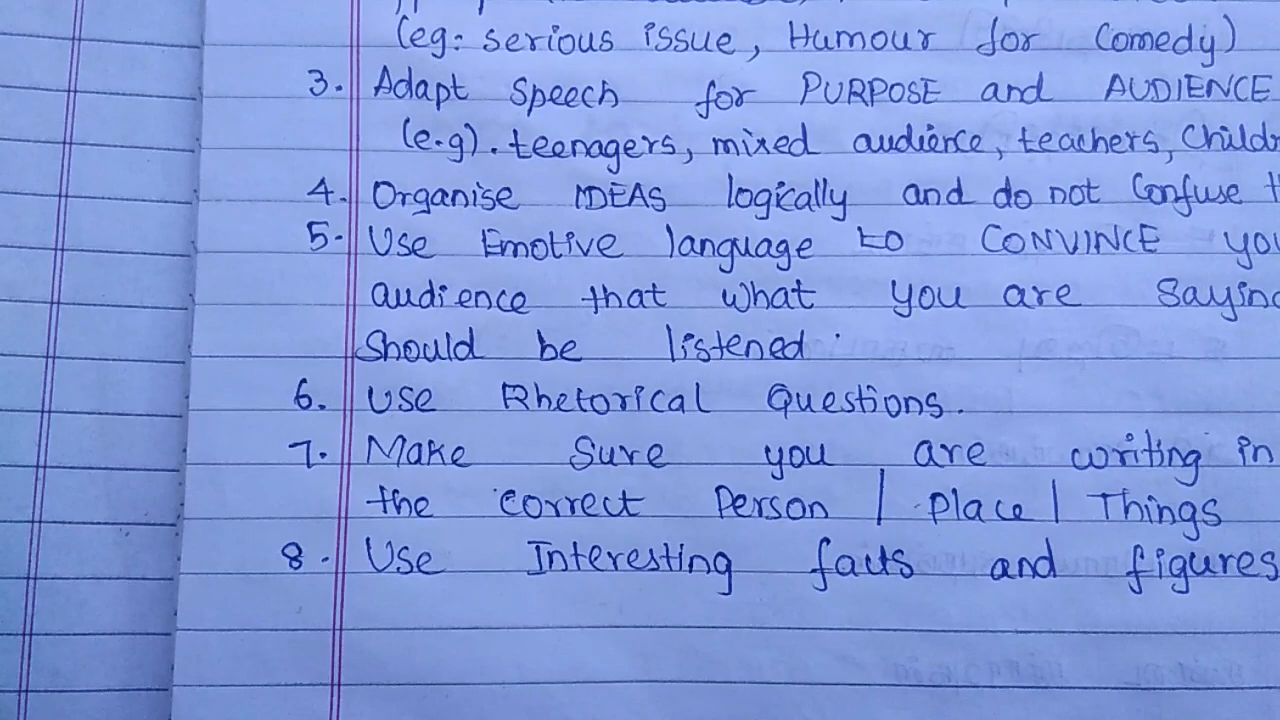 (eg: serious issue, Humour for Comedy)
3. Adapt Speech for PURPOSE and AUDIENCE
(e.g). teenagers, mixed audience, teachers, Child
4. Organise IDEAS logically and do not Confuse
5. Use Emotive language to CONVINCE you
audience that what you are saying
should be listened.
6. Use Rhetorical Questions.
7. Make Sure you are writing in
the correct Person | Place | Things
8. Use Interesting facts and figures